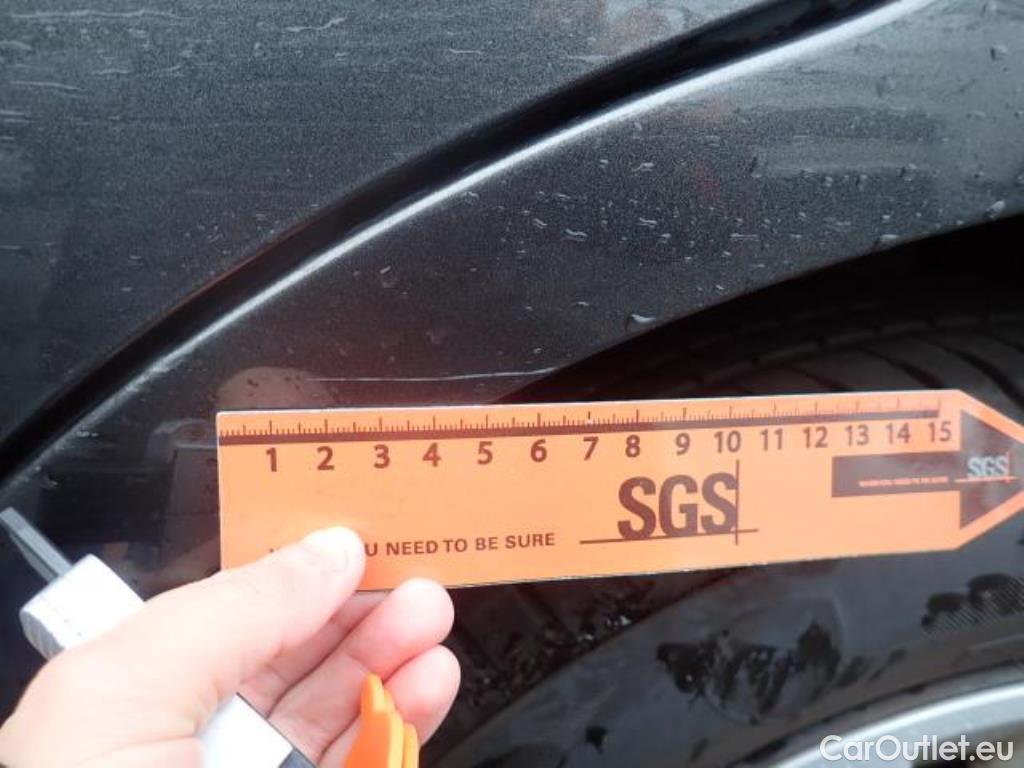 1 2 3 4 5 6 7 8 9 10 11 12 13 14 15
SGS
SGS
U NEED TO BE SURE
CarOutlet.eu